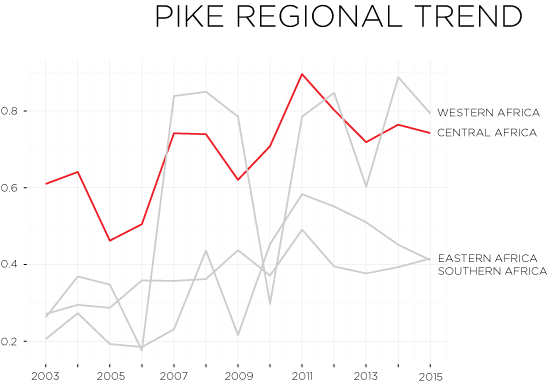 PIKE REGIONAL TREND
0.8
0.6
0.4
0.2
WESTERN AFRICA
CENTRAL AFRICA
EASTERN AFRICA
SOUTHERN AFRICA
2003 2005 2007 2009 2011 2013 2015